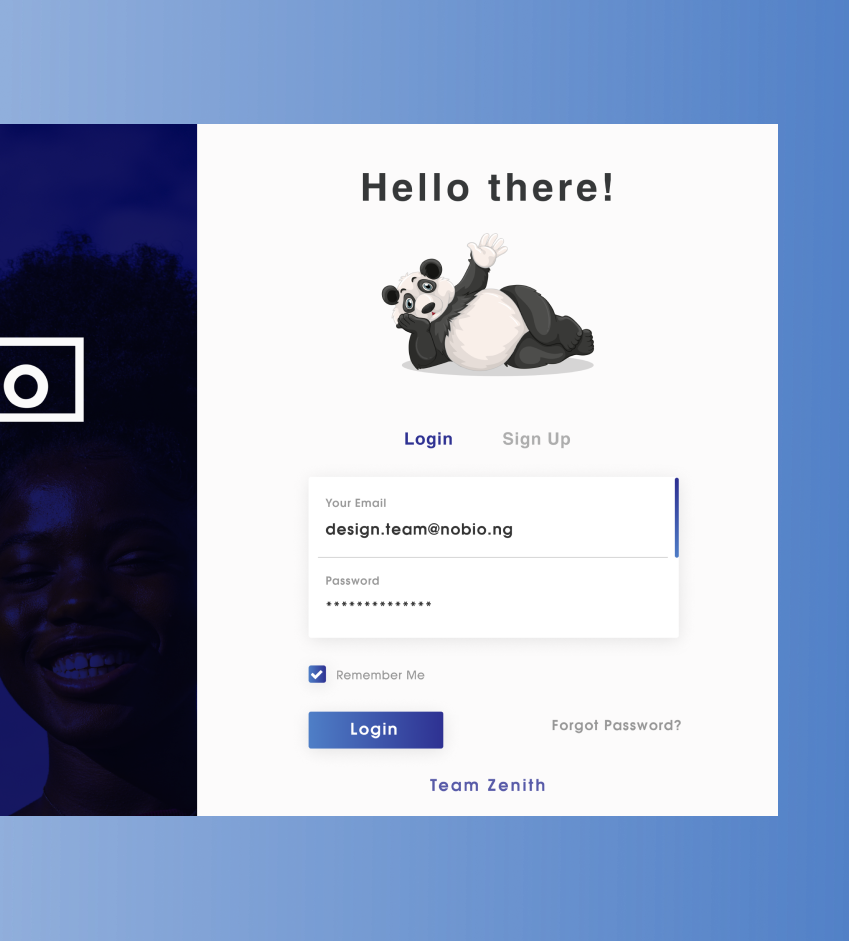 Hello there!
o
Login
Sign Up
Your Email
design.team@nobio.ng
Password
**************
Remember Me
Login
Forgot Password?
Team Zenith